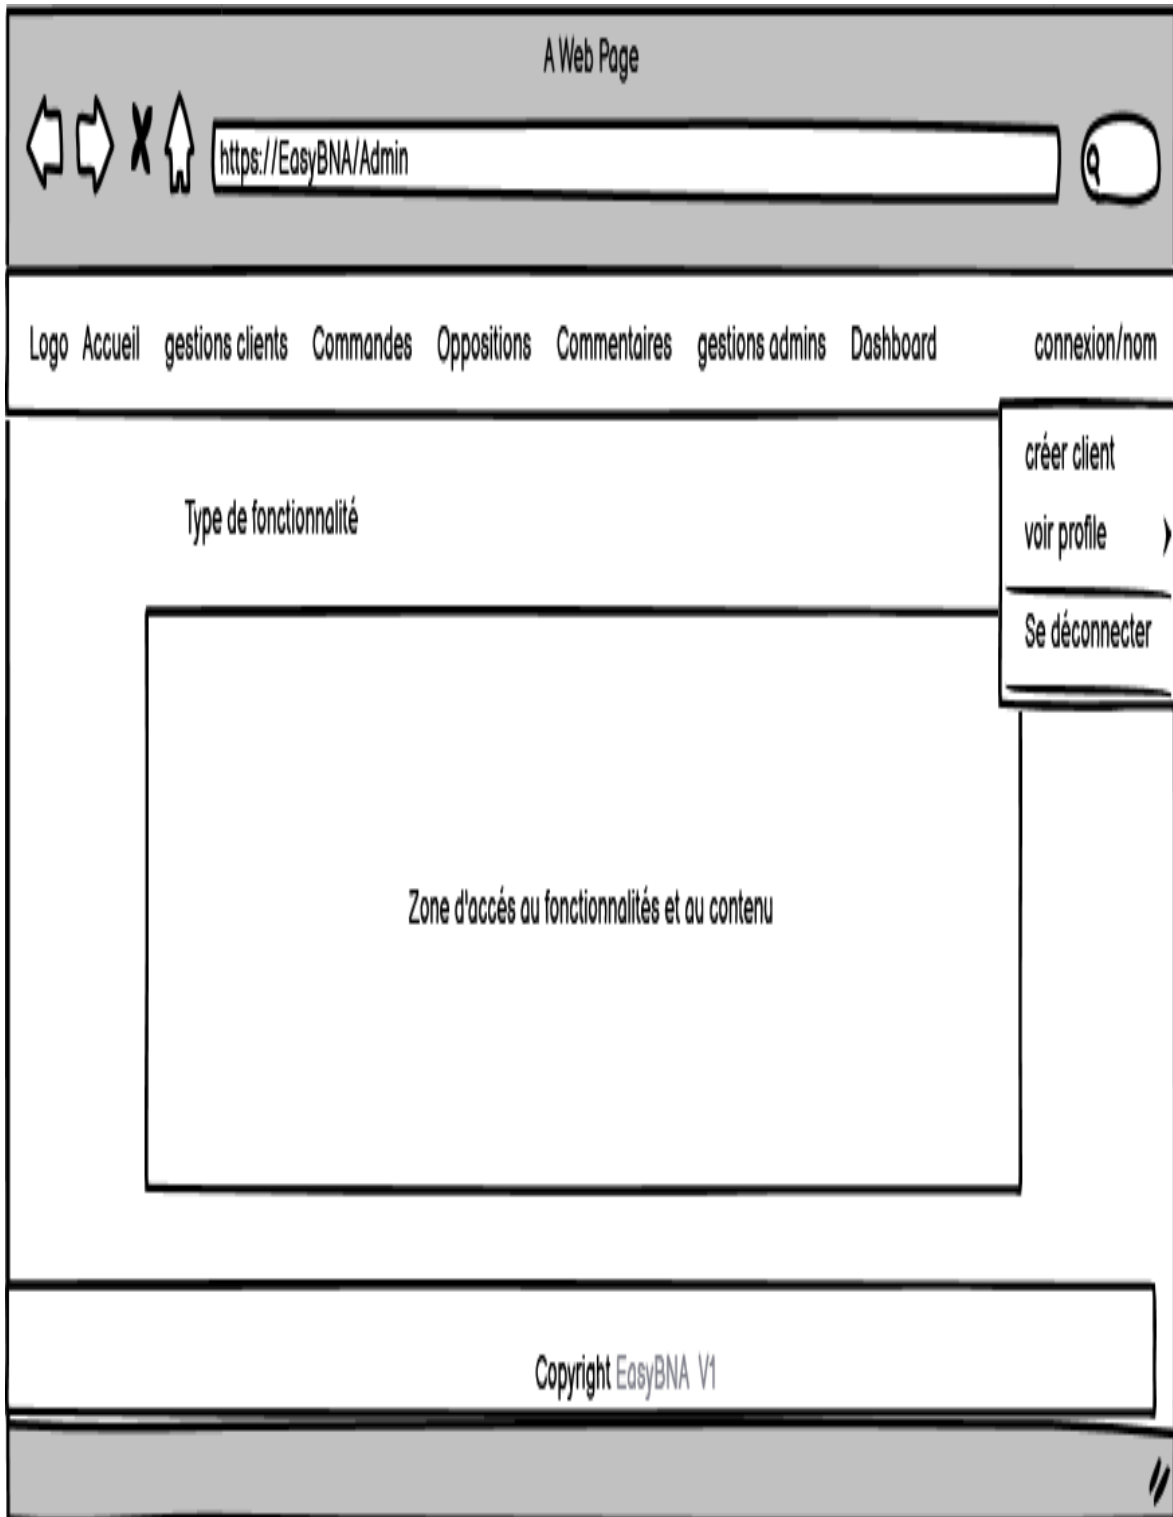 A Web Page
https://EasyBNA/Admin
Logo Accueil gestions clients Commandes Oppositions Commentaires gestions admins Dashboard connexion/nom
créer client
Type de fonctionnalité
voir profile
Se déconnecter
Zone d'accés au fonctionnalités et au contenu
Copyright EasyBNA V1